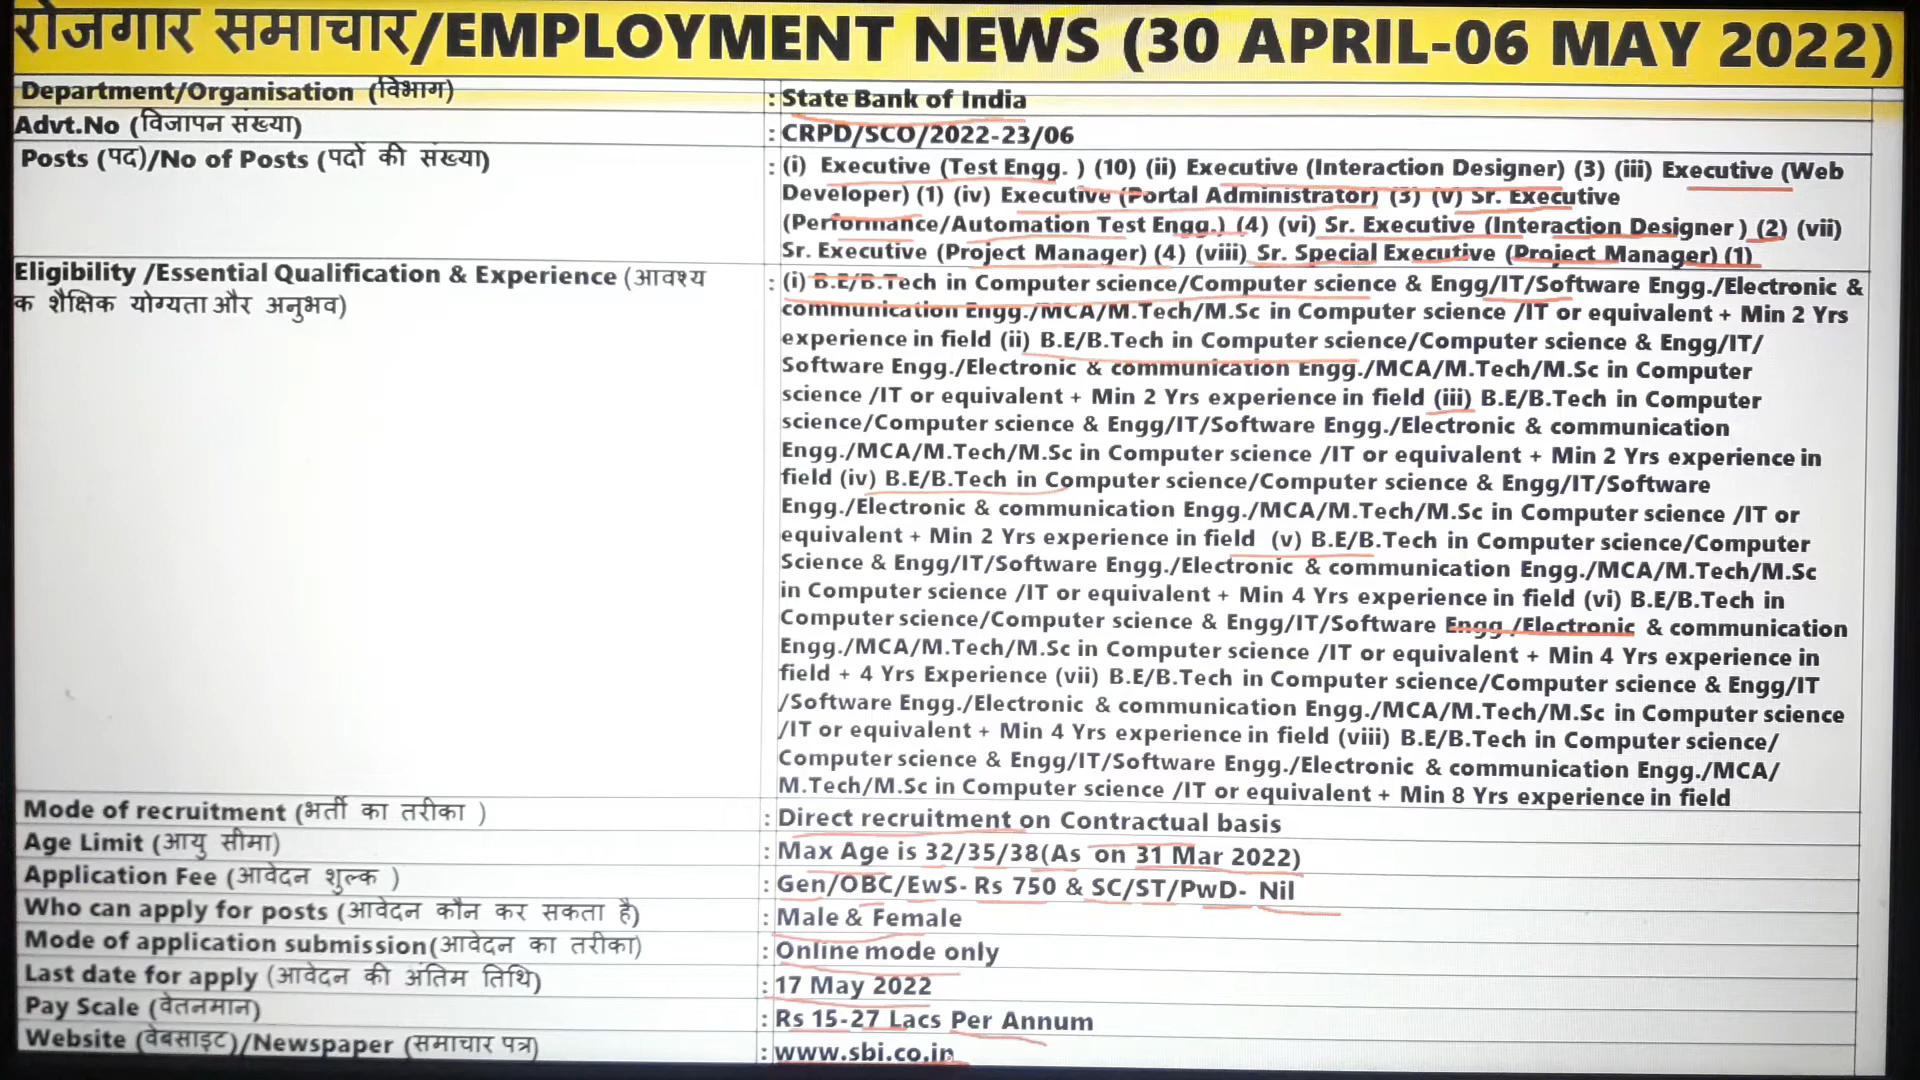 रोजगार समाचार/EMPLOYMENT NEWS (30 APRIL-06 MAY 2022)
Department/Organisation (विभाग)
: State Bank of India
Advt.No (विजापन संख्या)
: CRPD/SCO/2022-23/06
Posts (पद)/No of Posts (पदों की संख्या)
: (i) Executive (Test Engg. ) (10) (ii) Executive (Interaction Designer) (3) (iii) Executive (Web
Developer) (1) (iv) Executive (Portal Administrator) (3) (v) Sr. Executive
(Performance/Automation Test Engg.) (4) (vi) Sr. Executive (Interaction Designer ) (2) (vii)
Sr. Executive (Project Manager) (4) (viii) Sr. Special Executive (Project Manager) (1)
Eligibility /Essential Qualification & Experience (आवश्य
क शैक्षिक योग्यता और अनुभव)
: (i) B.E/B.Tech in Computer science/Computer science & Engg/IT/Software Engg./Electronic &
communication Engg./MCA/M.Tech/M.Sc in Computer science /IT or equivalent + Min 2 Yrs
experience in field (ii) B.E/B.Tech in Computer science/Computer science & Engg/IT/
Software Engg./Electronic & communication Engg./MCA/M.Tech/M.Sc in Computer
science /IT or equivalent + Min 2 Yrs experience in field (iii) B.E/B.Tech in Computer
science/Computer science & Engg/IT/Software Engg./Electronic & communication
Engg./MCA/M.Tech/M.Sc in Computer science /IT or equivalent + Min 2 Yrs experience in
field (iv) B.E/B.Tech in Computer science/Computer science & Engg/IT/Software
Engg./Electronic & communication Engg./MCA/M.Tech/M.Sc in Computer science /IT or
equivalent + Min 2 Yrs experience in field (v) B.E/B.Tech in Computer science/Computer
Science & Engg/IT/Software Engg./Electronic & communication Engg./MCA/M.Tech/M.Sc
in Computer science /IT or equivalent + Min 4 Yrs experience in field (vi) B.E/B.Tech in
Computer science/Computer science & Engg/IT/Software Engg./Electronic & communication
Engg./MCA/M.Tech/M.Sc in Computer science /IT or equivalent + Min 4 Yrs experience in
field + 4 Yrs Experience (vii) B.E/B.Tech in Computer science/Computer science & Engg/IT
/Software Engg./Electronic & communication Engg./MCA/M.Tech/M.Sc in Computer science
/IT or equivalent + Min 4 Yrs experience in field (viii) B.E/B.Tech in Computer science/
Computer science & Engg/IT/Software Engg./Electronic & communication Engg./MCA/
M.Tech/M.Sc in Computer science /IT or equivalent + Min 8 Yrs experience in field
Mode of recruitment (भर्ती का तरीका )
: Direct recruitment on Contractual basis
Age Limit (आयु सीमा)
: Max Age is 32/35/38(As on 31 Mar 2022)
Application Fee (आवेदन शुल्क )
: Gen/OBC/EwS- Rs 750 & SC/ST/PwD- Nil
Who can apply for posts (आवेदन कौन कर सकता है)
: Male & Female
Mode of application submission(आवेदन का तरीका)
: Online mode only
Last date for apply (आवेदन की अंतिम तिथि)
: 17 May 2022
Pay Scale (वेतनमान)
: Rs 15-27 Lacs Per Annum
Website (वेबसाइट)/Newspaper (समाचार पत्र)
: www.sbi.co.in